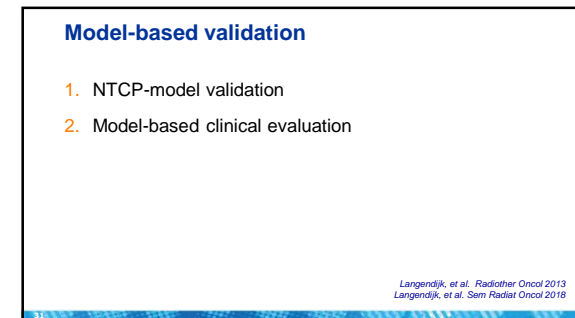 Model-based validation
1. NTCP-model validation
2. Model-based clinical evaluation
Langendijk, et al. Radiother Oncol 2013
Langendijk, et al. Sem Radiat Oncol 2018
31